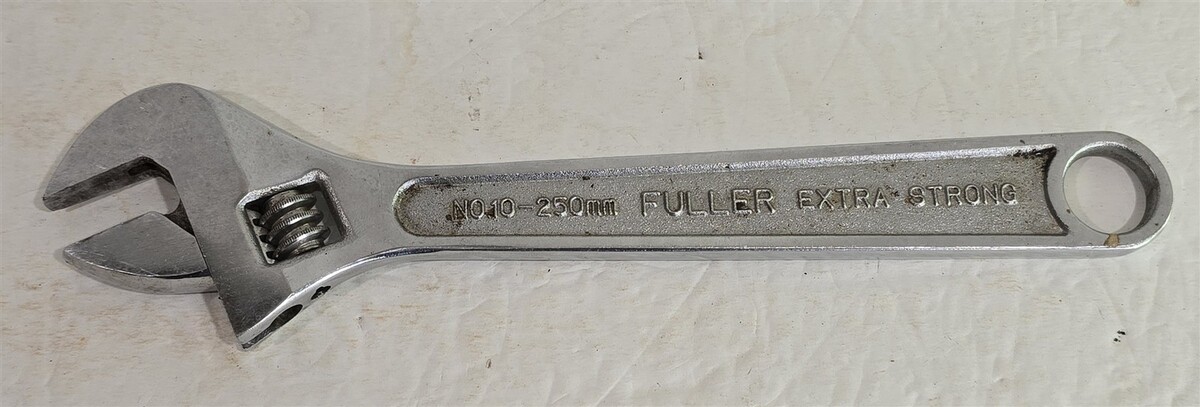 NO.10-250mm FULLER EXTRA STRONG